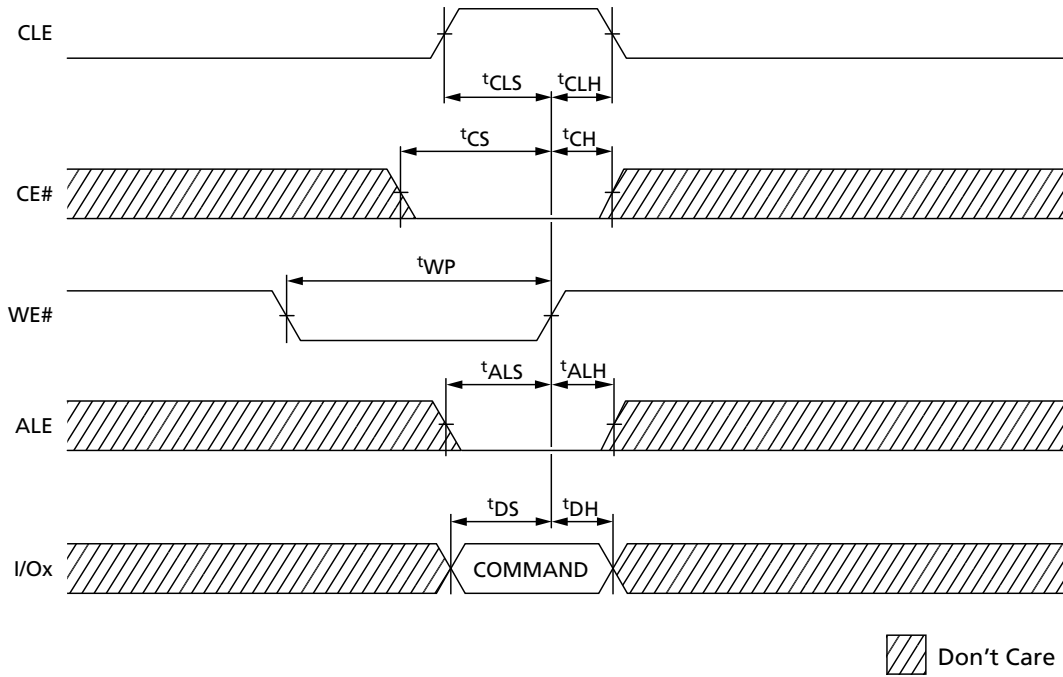 CLE
tCLS tCLH
tCS tCH
CE#
tWP
WE#
tALS tALH
ALE
tDS tDH
I/Ox COMMAND
Don't Care